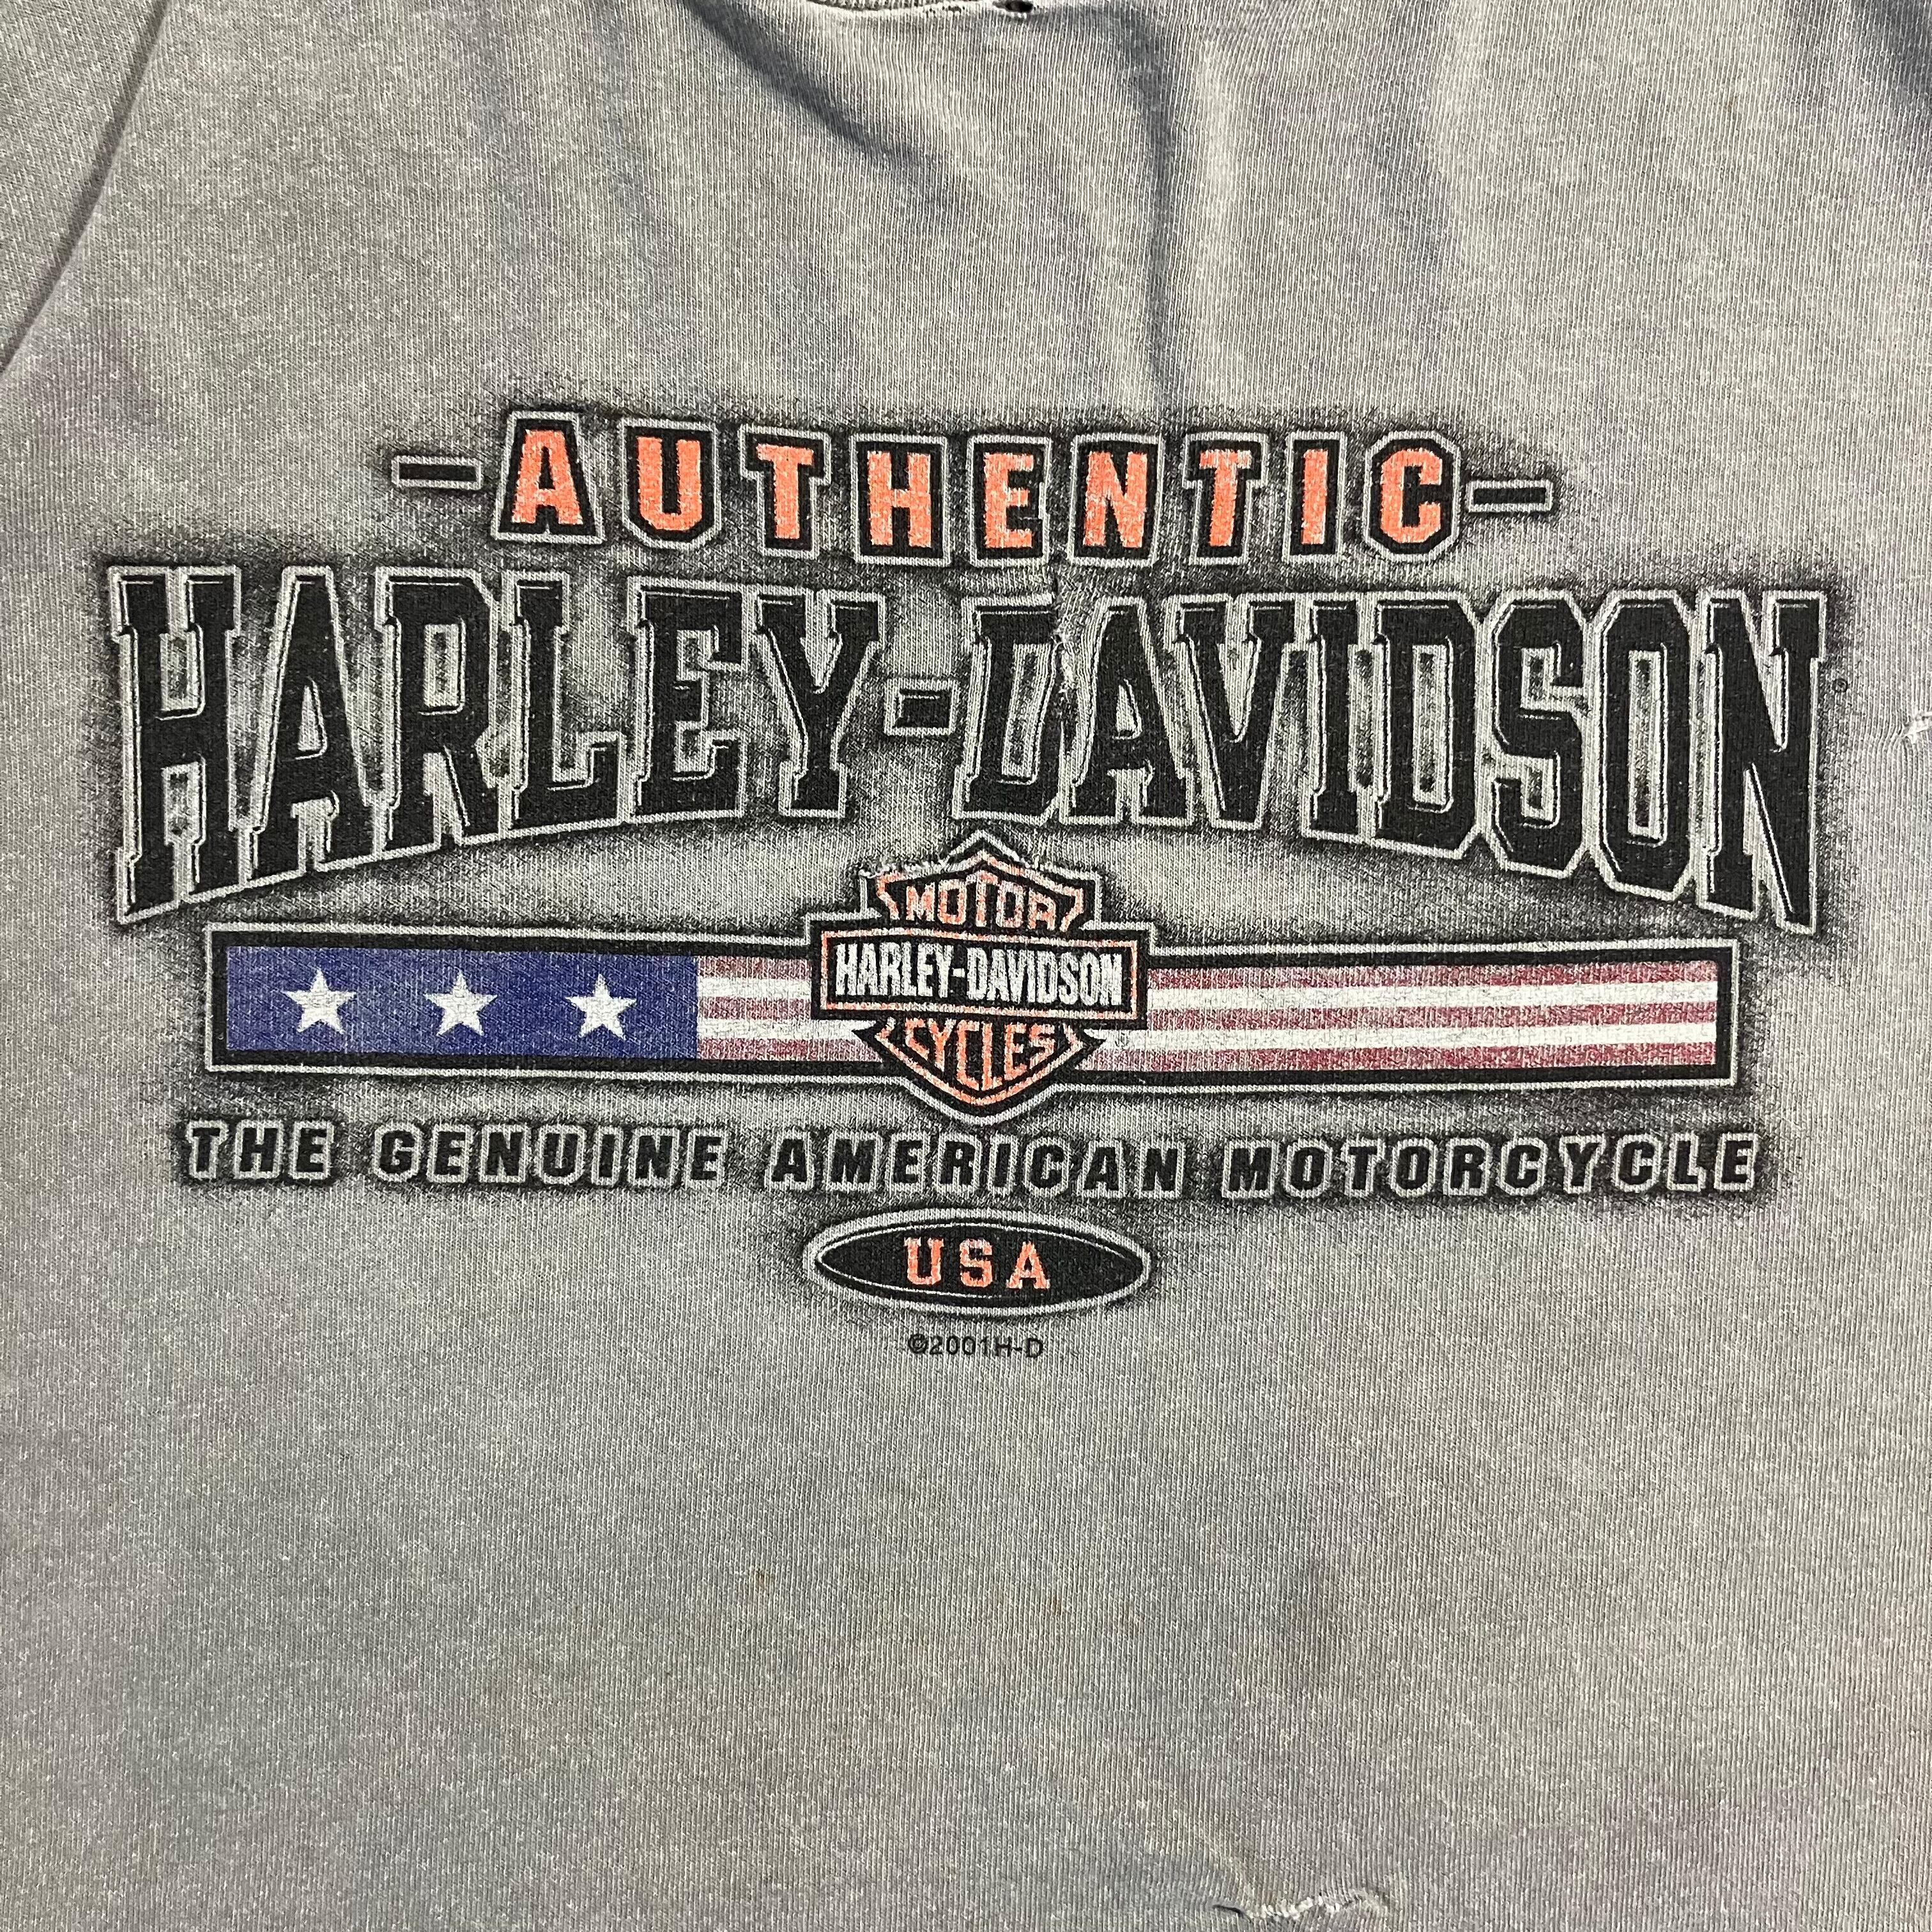 -AUTHENTIC-
HARLEY-DAVIDSON®
MOTOR
HARLEY-DAVIDSON
CYCLES®
THE GENUINE AMERICAN MOTORCYCLE
USA
©2001H-D